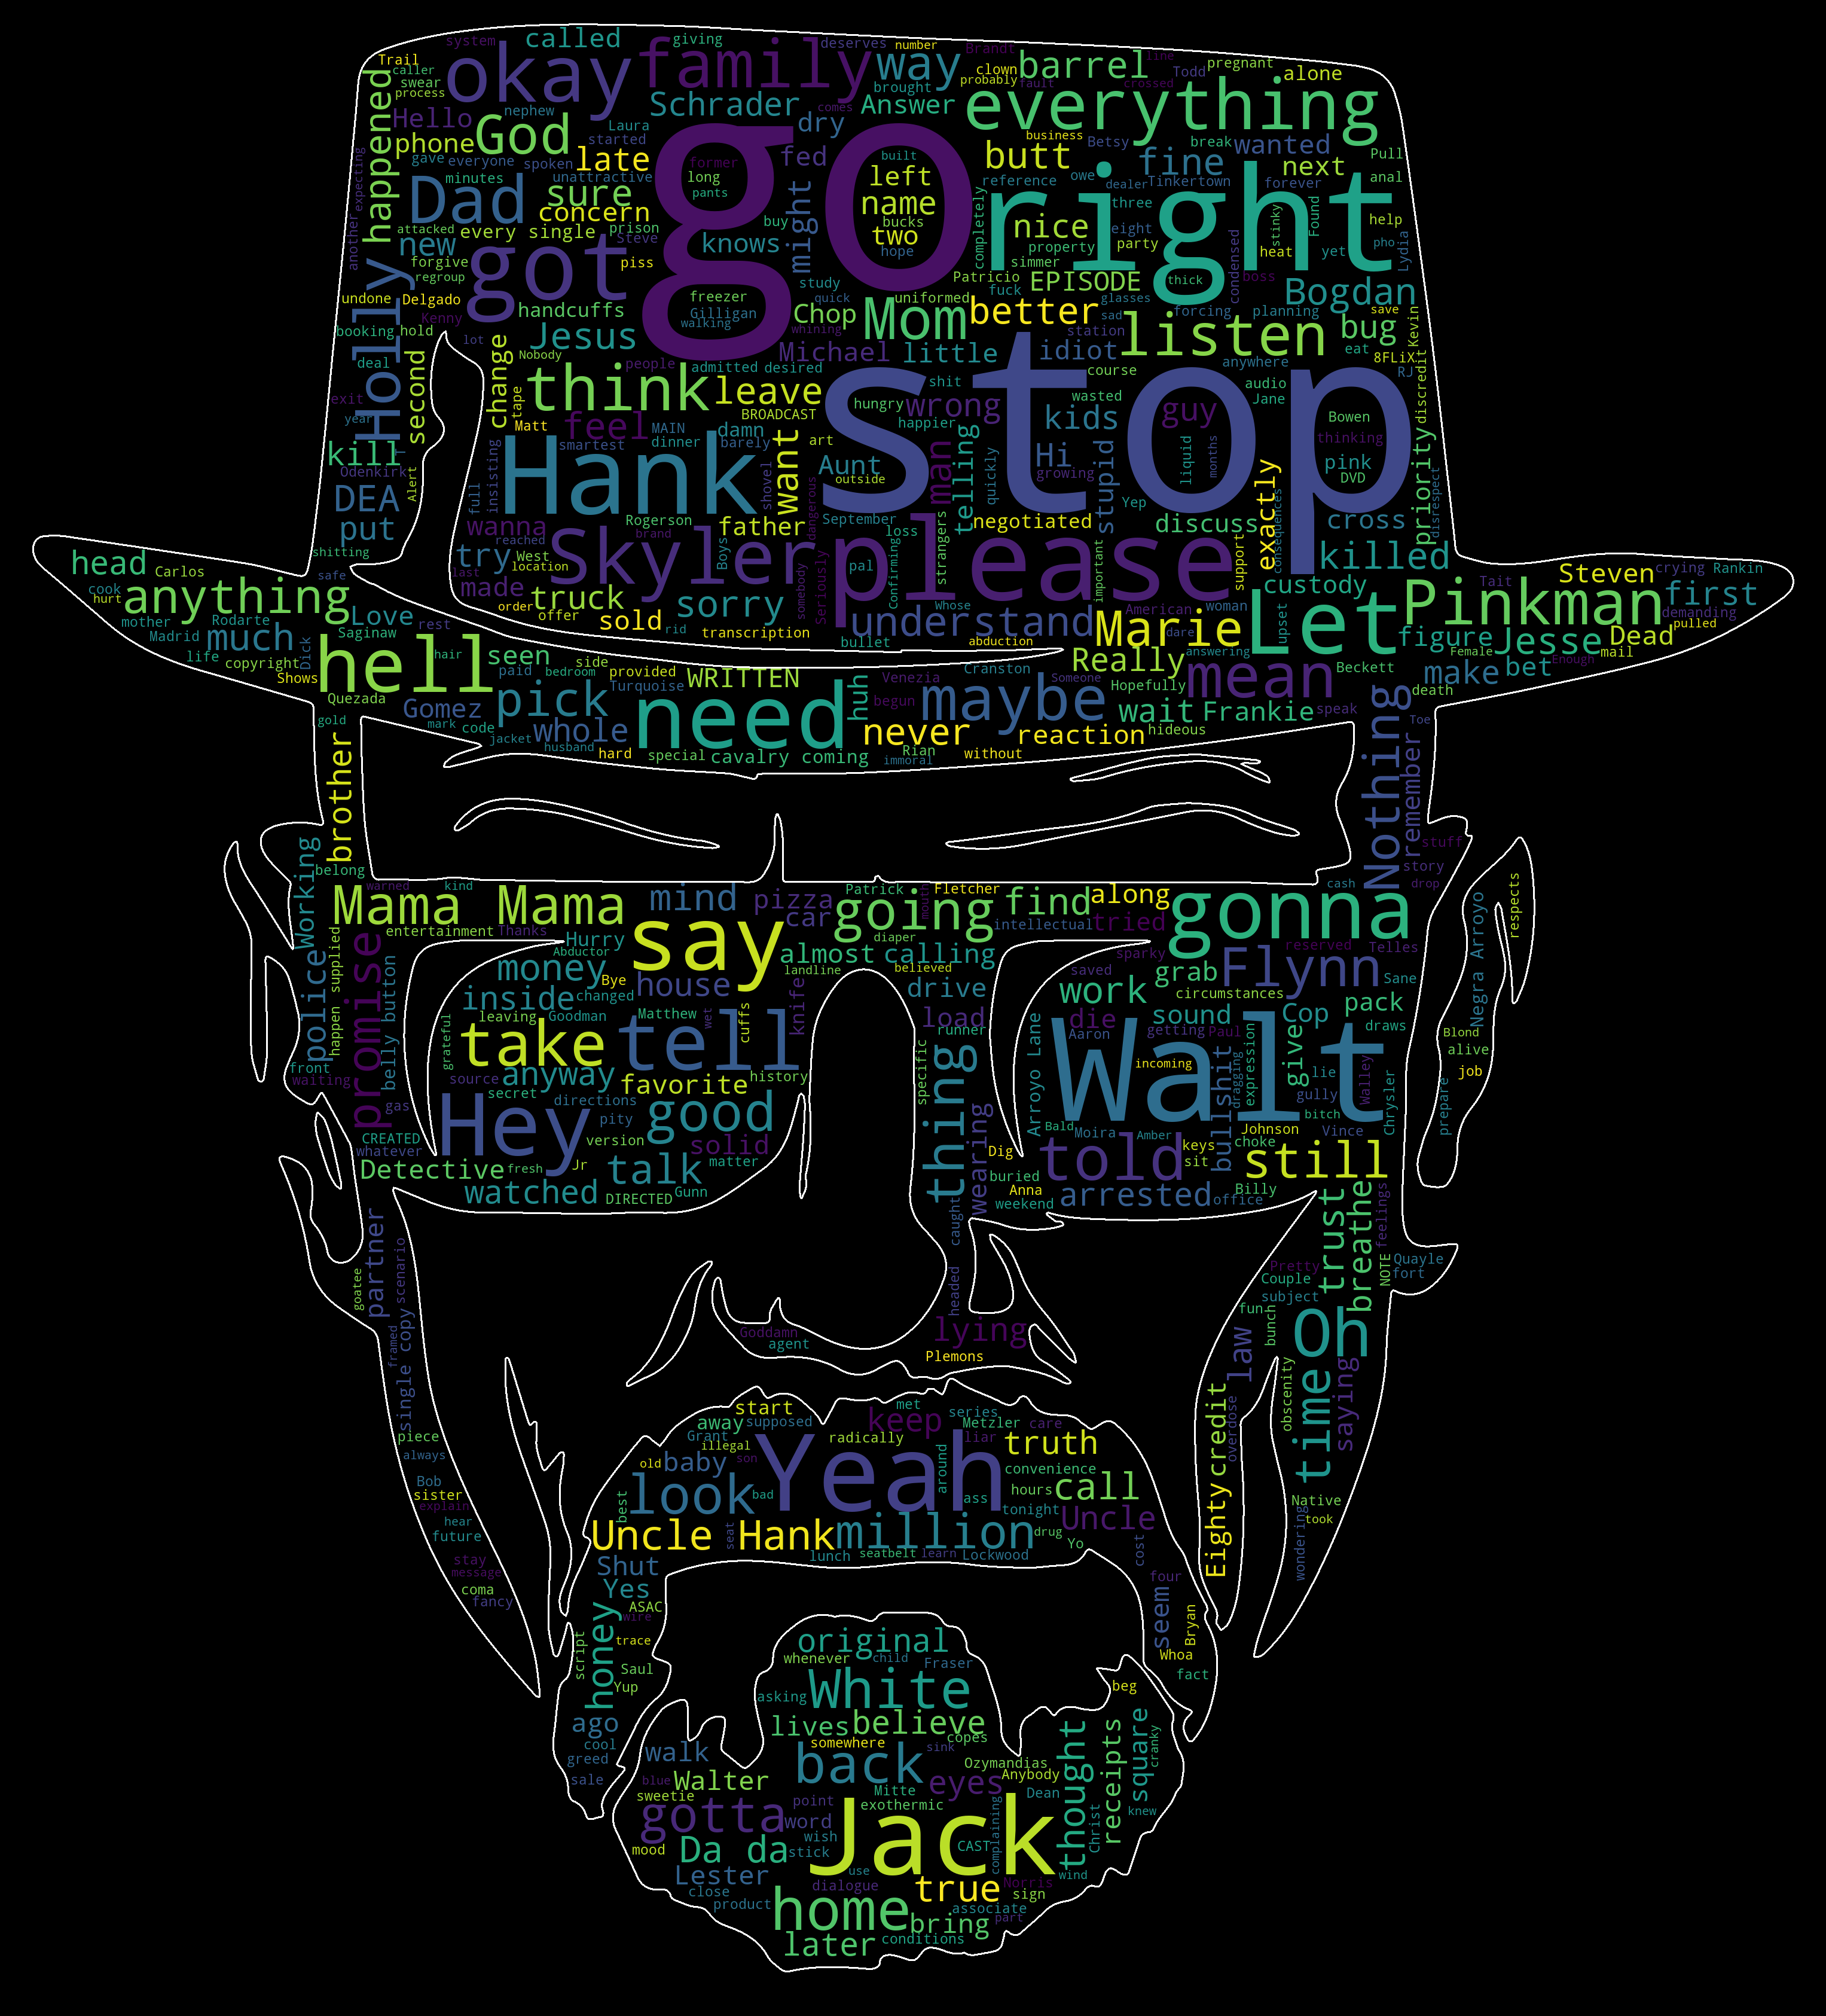 system
called
giving
deserves
number
Brandt
line
Trail
okay
family
way
clown
barrel
Todd
pregnant
alone
caller
swear
process
happened
nephew
Schrader
brought
Answer
probably
fault
crossed
everything
Hello
God
Laura
started
comes
dry
business
Betsy
break
wanted
Pull
phone
late
former
built
fed
butt
fine
next
anal
another
expecting
gave
everyone
spoken
minutes
unattractive
long
pants
go
left
reference
owe
dealer
Tinkertown
forever
Dad
sure
might
name
right
three
help
Holly
attacked
concern
every single
prison
buy
bucks
completely
nice
eight
party
stinky
Found
new
got
Steve
knows
two
hope
property
heat
yet
pho
Lydia
forgive
regroup
piss
study
simmer
thick
condensed
boss
undone
Delgado
handcuffs
freezer
quick
Patricio
fuck
EPISODE
Bogdan
Kenny
Gilligan
walking
Chop
uniformed
Mom
better
glasses
forcing
planning
save
booking
hold
Jesus
whining
station
sad
listen
bug
Kevin
lot
Nobody
Michael
little
idiot
eat
8FLiX
deal
second
change
people
admitted
desired
course
anywhere
RJ
discredit
think
leave
shit
stop
audio
exit
tape
hungry
wrong
wasted
kids
guy
Jane
year
Matt
feel
MAIN
BROADCAST
damn
happier
Bowen
T
smartest
dinner
barely
art
Hi
thinking
kill
Hank
want
Aunt
man
telling
growing
stupid
liquid
months
pink
priority
Odenkirk
Alert
full
insisting
shovel
outside
quickly
exactly
DVD
disrespect
DEA
Rogerson
September
Yep
put
wanna
father
dangerous
loss
negotiated
discuss
cross
reached
brand
Boys
pal
strangers
important
support
consequences
shitting
try
West
location
Skyler
somebody
Seriously
please
Confirming
killed
head
Carlos
safe
last
made
truck
sorry
Whose
custody
Tait
Steven
crying
Rankin
cook
hurt
anything
order
offer
American
woman
Let
Pinkman
first
demanding
mother
Rodarte
Love
sold
rid
transcription
understand
Marie
dare
upset
pulled
Madrid
much
Saginaw
rest
bullet
abduction
answering
figure
Jesse
Dead
life
copyright
Dick
hair
seen
side
provided
Cranston
Really
Female
Enough
mail
Shows
hell
paid
bedroom
WRITTEN
huh
Venezia
Someone
mean
Beckett
make
bet
Quezada
pick
Turquoise
begun
maybe
Hopefully
death
Gomez
need
wait
Frankie
speak
Toe
gold
mark
code
whole
never
reaction
Nothing
jacket
husband
hard
special
cavalry coming
Rian
immoral
without
hideous
remember
brother
stuff
belong
story
police
Working
warned
kind
mind
pizza
Patrick
mouth
Fletcher
find
along
cash
drop
Mama Mama
say
car
going
intellectual
tried
gonna
Negra Arroyo
respects
supplied
entertainment
Thanks
Hurry
diaper
Abductor
almost
calling
sparky
reserved
Telles
promise
money
Bye
house
landline
believed
saved
grab
Flynn
Sane
happen
belly button
inside
changed
drive
work
circumstances
pack
leaving
Goodman
Matthew
wet
cuffs
knife
load
runner
die
sound
Cop
draws
front
grateful
take
tell
Aaron
getting
Paul
give
Blond
waiting
specific
thing
Arroyo Lane
Walt
incoming
alive
gas
source
anyway
favorite
history
dragging
expression
lie
Walley
Chrysler
job
secret
directions
bullshit
gully
prepare
Hey
pity
good
wearing
Bald
Moira
Amber
bitch
CREATED
version
solid
Dig
told
keys
Johnson
Vince
whatever
choke
Detective
fresh
Jr
talk
matter
buried
sit
still
watched
DIRECTED
Gunn
Anna
weekend
arrested
office
Billy
caught
partner
scenario
trust
breathe
feelings
goatee
headed
Pretty
NOTE
Quayle
Couple
fort
subject
fun
bunch
Oh
single copy
framed
Goddamn
agent
lying
Plemons
law
time
saying
start
met
series
obscenity
away
supposed
keep
Metzler
care
credit
overdose
piece
Grant
illegal
radically
liar
truth
always
old
baby
son
Yeah
around
convenience
Bob
sister
look
bad
ass
hours
call
Eighty
Native
explain
best
tonight
took
hear
future
Uncle Hank
seat
million
drug
Uncle
wondering
Yo
stay
message
Shut
lunch
seatbelt
learn
Lockwood
cost
coma
Yes
four
fancy
honey
ASAC
wire
seem
Bryan
script
trace
original
Whoa
Saul
whenever
child
Fraser
fact
Yup
asking
White
beg
ago
lives
believe
cool
walk
somewhere
copes
thought
receipts
square
cranky
greed
back
sink
Ozymandias
sale
blue
Walter
eyes
Anybody
sweetie
Mitte
Dean
gotta
point
exothermic
Christ
knew
word
Jack
complaining
mood
Da da
wish
CAST
stick
wind
Lester
use
close
dialogue
true
Norris
sign
product
home
associate
bring
part
later
conditions